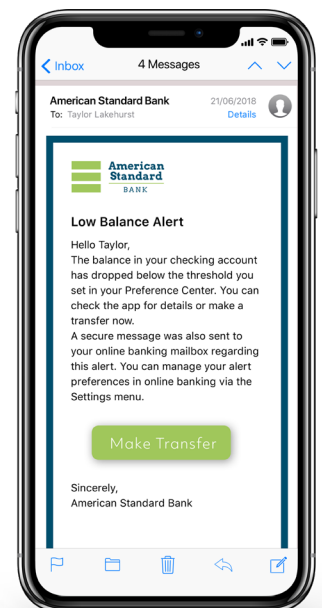 Inbox 4 Messages
American Standard Bank 21/06/2018
To: Taylor Lakehurst Details
American
Standard
BANK
Low Balance Alert
Hello Taylor,
The balance in your checking account
has dropped below the threshold you
set in your Preference Center. You can
check the app for details or make a
transfer now.
A secure message was also sent to
your online banking mailbox regarding
this alert. You can manage your alert
preferences in online banking via the
Settings menu.
Make Transfer
Sincerely,
American Standard Bank